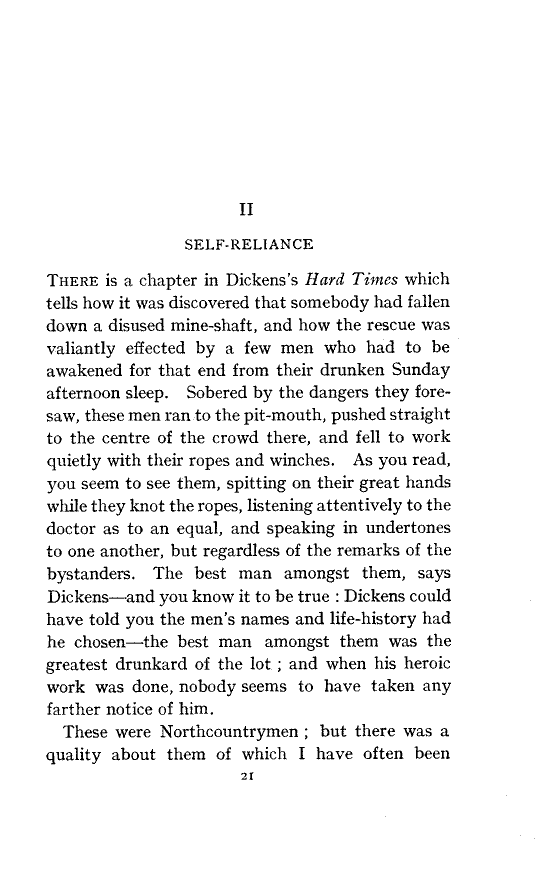 II
SELF-RELIANCE
THERE is a chapter in Dickens's Hard Times which
tells how it was discovered that somebody had fallen
down a disused mine-shaft, and how the rescue was
valiantly effected by a few men who had to be
awakened for that end from their drunken Sunday
afternoon sleep. Sobered by the dangers they fore-
saw, these men ran to the pit-mouth, pushed straight
to the centre of the crowd there, and fell to work
quietly with their ropes and winches. As you read,
you seem to see them, spitting on their great hands
while they knot the ropes, listening attentively to the
doctor as to an equal, and speaking in undertones
to one another, but regardless of the remarks of the
bystanders. The best man amongst them, says
Dickens—and you know it to be true : Dickens could
have told you the men's names and life-history had
he chosen—the best man amongst them was the
greatest drunkard of the lot ; and when his heroic
work was done, nobody seems to have taken any
farther notice of him.
These were Northcountrymen ; but there was a
quality about them of which I have often been
21